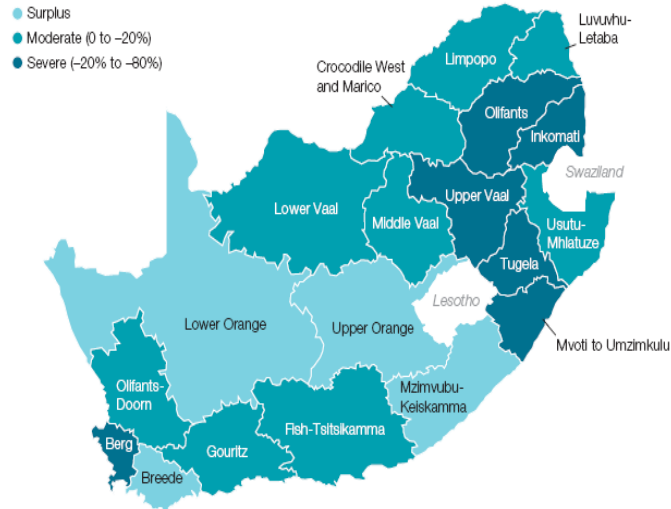 Surplus
Moderate (0 to –20%)
Severe (–20% to –80%)
Luvuvhu-
Letaba
Limpopo
Crocodile West
and Marico
Olifants
Inkomati
Swaziland
Lower Vaal
Middle Vaal
Upper Vaal
Usutu-
Mhlatuze
Tugela
Lesotho
Lower Orange
Upper Orange
Mvoti to Umzimkulu
Olifants-
Doorn
Mzimvubu-
Keiskamma
Fish-Tsitsikamma
Berg
Gouritz
Breede